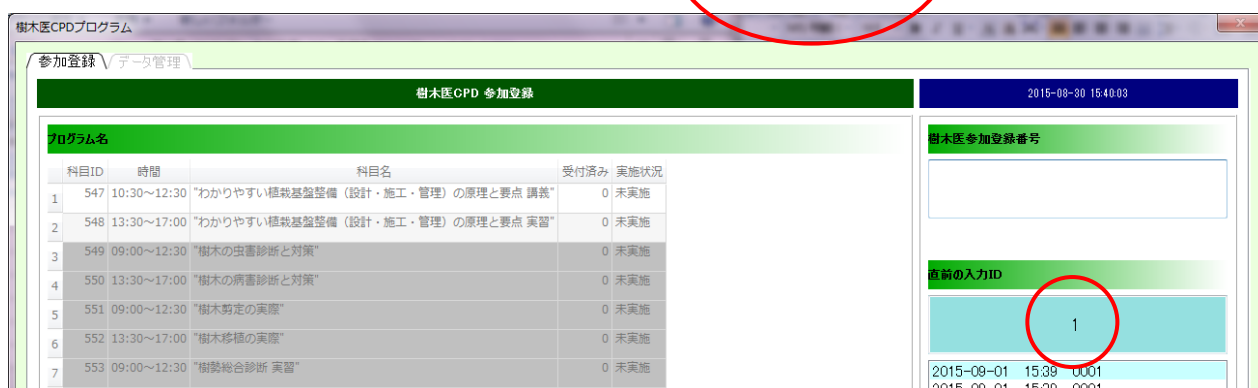 樹木医CPDプログラム
参加登録 データ管理
樹木医CPD 参加登録
2015-08-30 15:40:03
プログラム名
科目ID 時間 科目名 受付済み 実施状況
1 547 10:30～12:30 "わかりやすい植栽基盤整備（設計・施工・管理）の原理と要点 講義" 0 未実施
2 548 13:30～17:00 "わかりやすい植栽基盤整備（設計・施工・管理）の原理と要点 実習" 0 未実施
3 549 09:00～12:30 "樹木の虫害診断と対策" 0 未実施
4 550 13:30～17:00 "樹木の病害診断と対策" 0 未実施
5 551 09:00～12:30 "樹木剪定の実際" 0 未実施
6 552 13:30～17:00 "樹木移植の実際" 0 未実施
7 553 09:00～12:30 "樹勢総合診断 実習" 0 未実施
樹木医参加登録番号
直前の入力ID
1
2015-09-01 15:39 0001
2015-09-01 15:39 0001